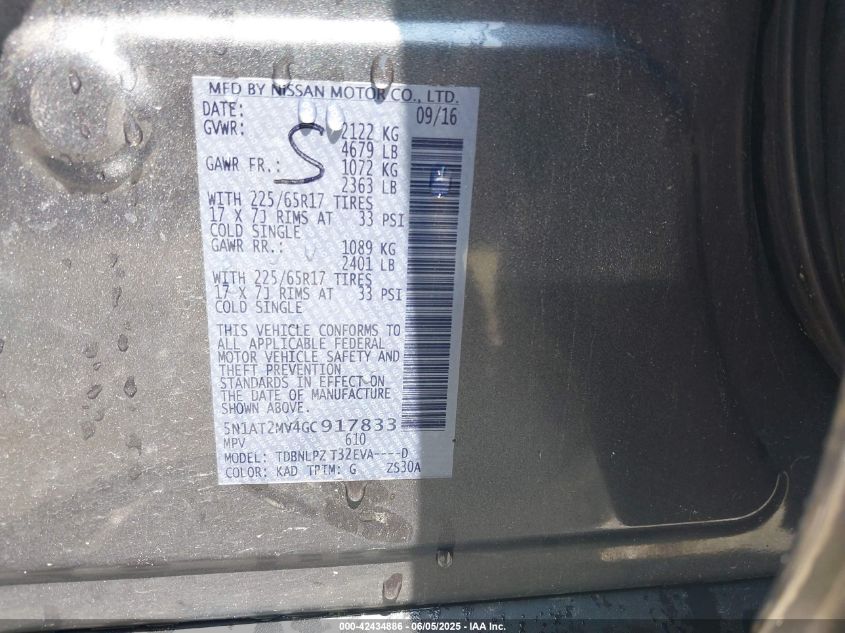 MFD BY NISSAN MOTOR CO., LTD.
DATE: 09/16
GVWR: 2122 KG
4679 LB
S
GAWR FR.: 1072 KG
2363 LB
WITH 225/65R17 TIRES
17 X 7J RIMS AT 33 PSI
COLD SINGLE
GAWR RR.: 1089 KG
2401 LB
WITH 225/65R17 TIRES
17 X 7J RIMS AT 33 PSI
COLD SINGLE
THIS VEHICLE CONFORMS TO
ALL APPLICABLE FEDERAL
MOTOR VEHICLE SAFETY AND
THEFT PREVENTION
STANDARDS IN EFFECT ON
THE DATE OF MANUFACTURE
SHOWN ABOVE.
5N1AT2MV4GC917833
MPV 610
MODEL: TDBNLPZ T32EVA----D
COLOR: KAD TRIM: G ZS30A
000-42434886 - 06/05/2025 - IAA Inc.